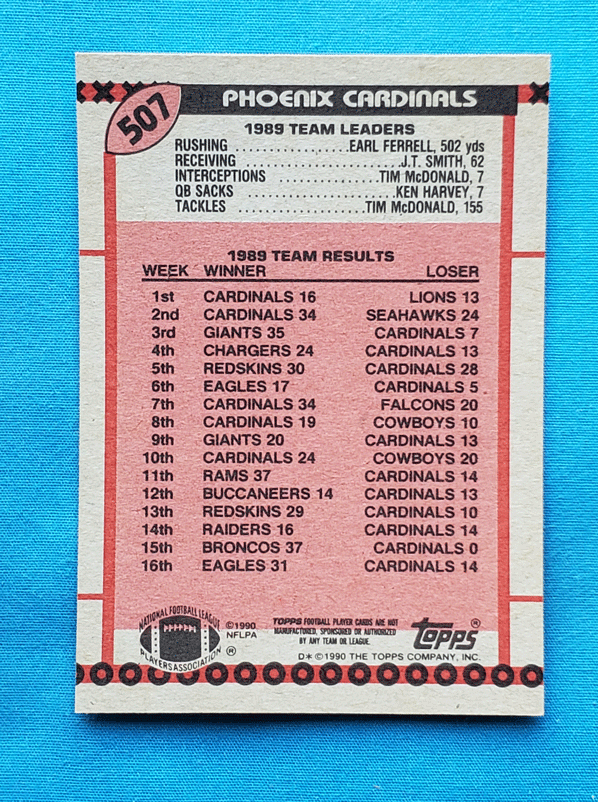 507
PHOENIX CARDINALS
1989 TEAM LEADERS
RUSHING ................. EARL FERRELL, 502 yds
RECEIVING ........................ J.T. SMITH, 62
INTERCEPTIONS ............... TIM McDONALD, 7
QB SACKS ......................... KEN HARVEY, 7
TACKLES ................... TIM McDONALD, 155
1989 TEAM RESULTS
WEEK WINNER LOSER
1st CARDINALS 16 LIONS 13
2nd CARDINALS 34 SEAHAWKS 24
3rd GIANTS 35 CARDINALS 7
4th CHARGERS 24 CARDINALS 13
5th REDSKINS 30 CARDINALS 28
6th EAGLES 17 CARDINALS 5
7th CARDINALS 34 FALCONS 20
8th CARDINALS 19 COWBOYS 10
9th GIANTS 20 CARDINALS 13
10th CARDINALS 24 COWBOYS 20
11th RAMS 37 CARDINALS 14
12th BUCCANEERS 14 CARDINALS 13
13th REDSKINS 29 CARDINALS 10
14th RAIDERS 16 CARDINALS 14
15th BRONCOS 37 CARDINALS 0
16th EAGLES 31 CARDINALS 14
NATIONAL FOOTBALL LEAGUE
PLAYERS ASSOCIATION ®
©1990
NFLPA
TOPPS FOOTBALL PLAYER CARDS ARE NOT
MANUFACTURED, SPONSORED OR AUTHORIZED
BY ANY TEAM OR LEAGUE.
TOPPS ®
D* © 1990 THE TOPPS COMPANY, INC.